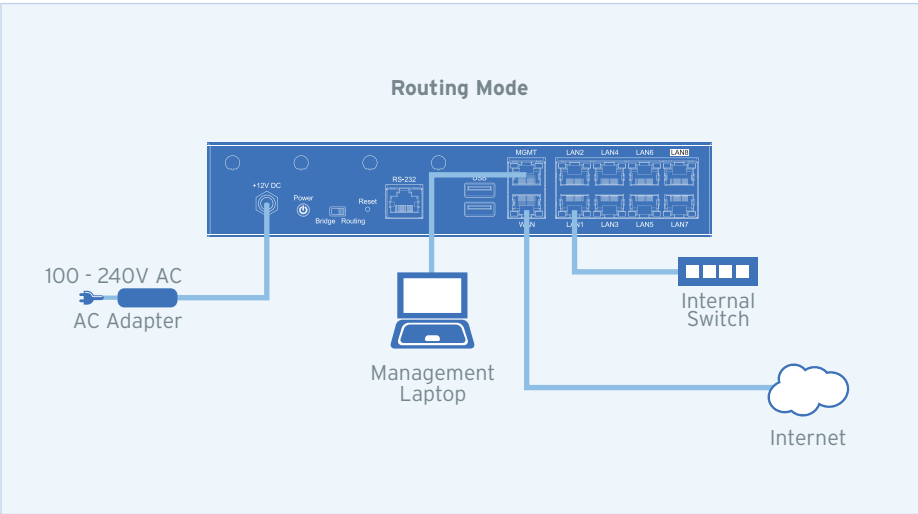 Routing Mode
MGMT LAN2 LAN4 LAN6 LAN8
+12V DC
Power
Bridge Routing
Reset
RS-232
USB
WAN LAN1 LAN3 LAN5 LAN7
100 - 240V AC
AC Adapter
Management
Laptop
Internal
Switch
Internet